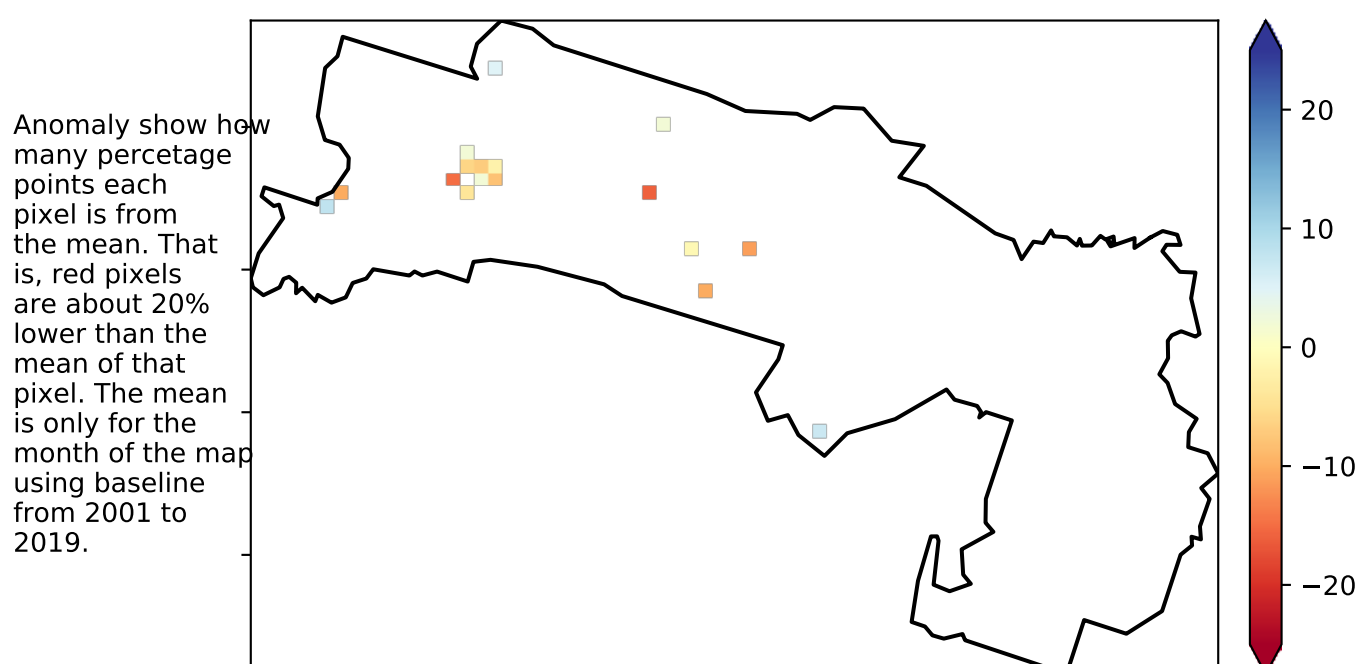 Anomaly show how
many percetage
points each
pixel is from
the mean. That
is, red pixels
are about 20%
lower than the
mean of that
pixel. The mean
is only for the
month of the map
using baseline
from 2001 to
2019.
20
10
0
−10
−20